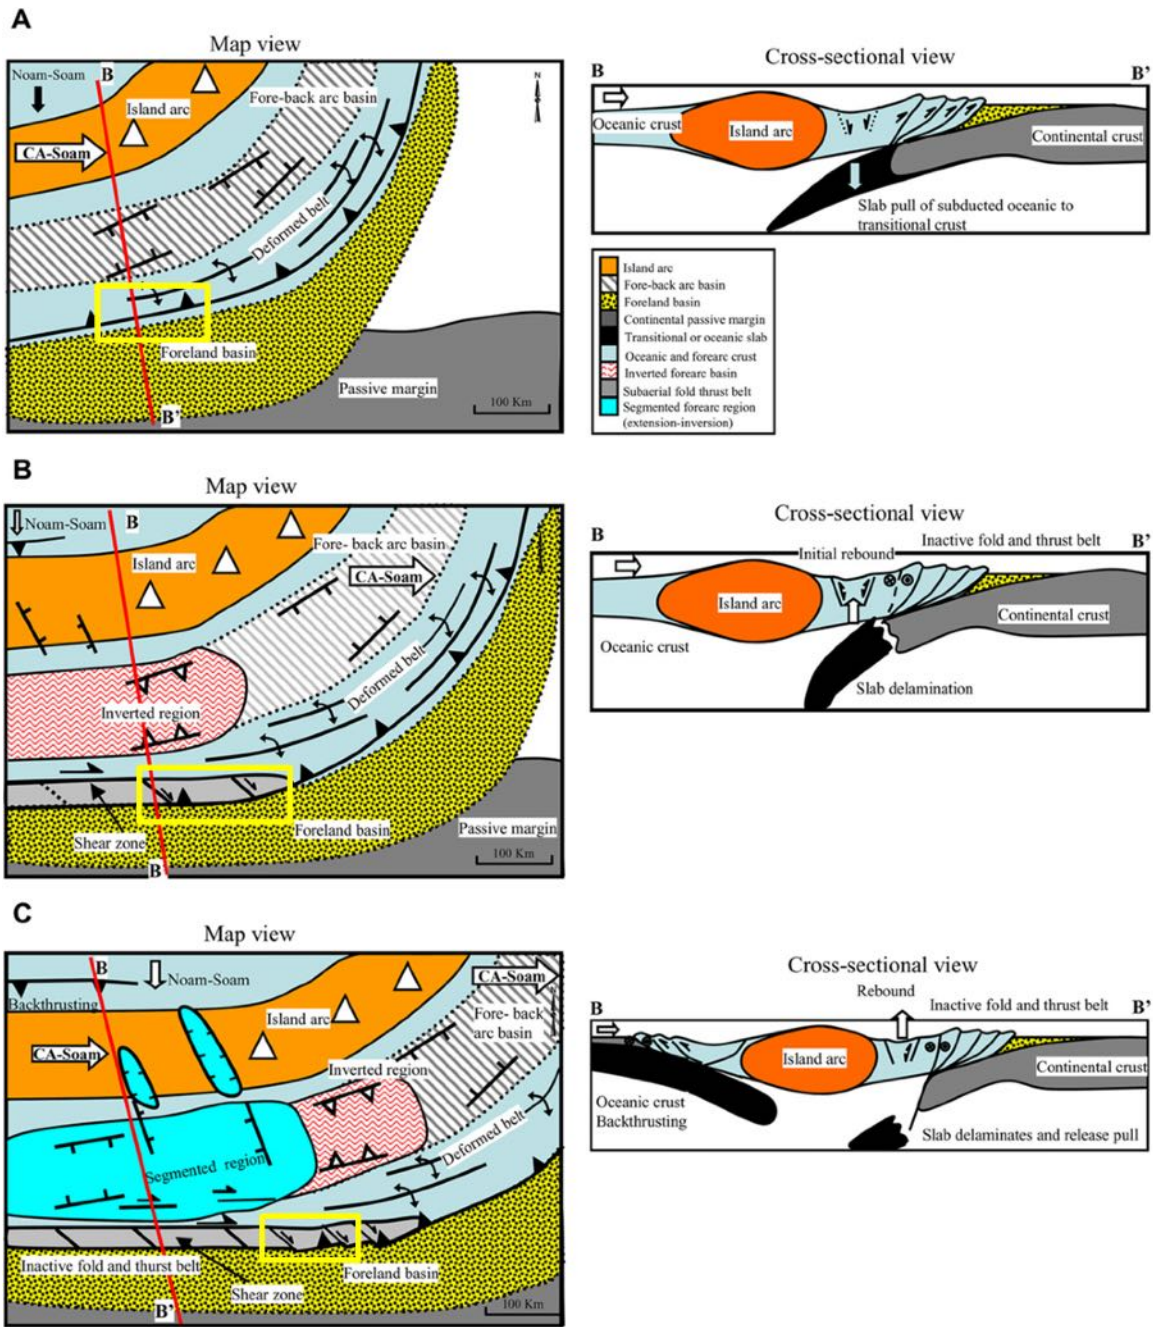 A
Map view
Noam-Soam
B
Island arc
Fore-back arc basin
N
CA-Soam
Deformed belt
Foreland basin
Passive margin
B'
100 Km
Cross-sectional view
B
B'
Oceanic crust
Island arc
Continental crust
Slab pull of subducted oceanic to
transitional crust
Island arc
Fore-back arc basin
Foreland basin
Continental passive margin
Transitional or oceanic slab
Oceanic and forearc crust
Inverted forearc basin
Subaerial fold thrust belt
Segmented forearc region
(extension-inversion)
B
Map view
Noam-Soam
B
Island arc
Fore- back arc basin
CA-Soam
Deformed belt
Inverted region
Foreland basin
Shear zone
Passive margin
B
100 Km
Cross-sectional view
B
Initial rebound
Inactive fold and thrust belt
B'
Island arc
Continental crust
Oceanic crust
Slab delamination
C
Map view
B
Noam-Soam
CA-Soam
Backthrusting
Island arc
Fore- back
arc basin
CA-Soam
Inverted region
Deformed belt
Segmented region
Inactive fold and thurst belt
Foreland basin
Shear zone
B'
100 Km
Cross-sectional view
Rebound
B
Inactive fold and thrust belt
B'
Island arc
Continental crust
Oceanic crust
Backthrusting
Slab delaminates and release pull